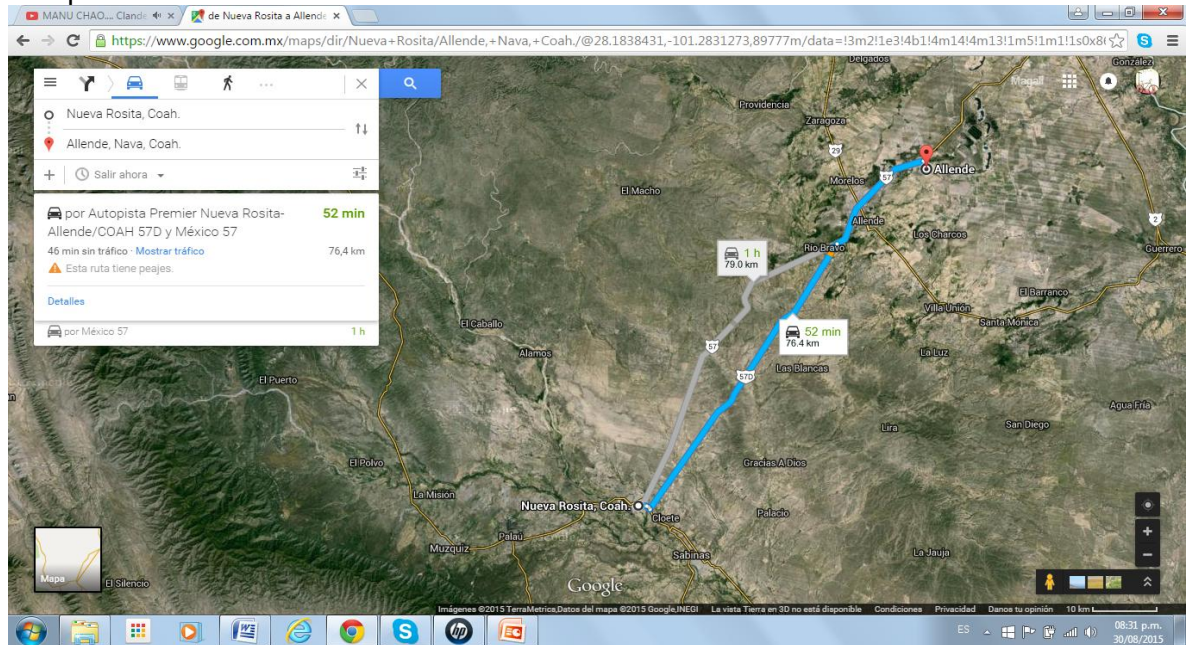 MANU CHAO.... Clande
de Nueva Rosita a Allende
https://www.google.com.mx/maps/dir/Nueva+Rosita/Allende,+Nava,+Coah./@28.1838431,-101.2831273,89777m/data=!3m2!1e3!4b1!4m14!4m13!1m5!1m1!1s0x8
Nueva Rosita, Coah.
Allende, Nava, Coah.
Salir ahora
por Autopista Premier Nueva Rosita-
Allende/COAH 57D y México 57
52 min
46 min sin tráfico · Mostrar tráfico
76,4 km
Esta ruta tiene peajes.
Detalles
por México 57
1 h
Delgados
González
Magali
Providencia
Zaragoza
29
Allende
57
Morelos
El Macho
2
Allende
Los Charcos
Guerrero
Rio Bravo
1 h
79.0 km
El Barranco
Villa Unión
Santa Mónica
El Caballo
52 min
76.4 km
57
Alamos
La Luz
Las Blancas
57D
El Puerto
Agua Fría
San Diego
Lira
El Polvo
Gracias A Dios
La Misión
Nueva Rosita, Coah.
Cloete
Palacio
Palaú
Muzquiz
Sabinas
La Jauja
Mapa
El Silencio
Google
Imágenes ©2015 TerraMetrica,Datos del mapa ©2015 Google,INEGI La vista Tierra en 3D no está disponible Condiciones Privacidad Danos tu opinión 10 km
ES
08:31 p.m.
30/08/2015